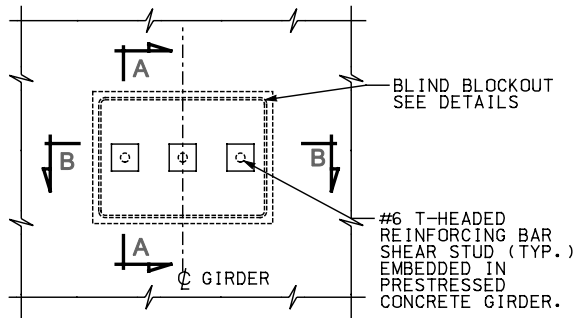 A
BLIND BLOCKOUT
SEE DETAILS
B
B
#6 T-HEADED
REINFORCING BAR
SHEAR STUD (TYP.)
EMBEDDED IN
PRESTRESSED
CONCRETE GIRDER.
A
℄ GIRDER